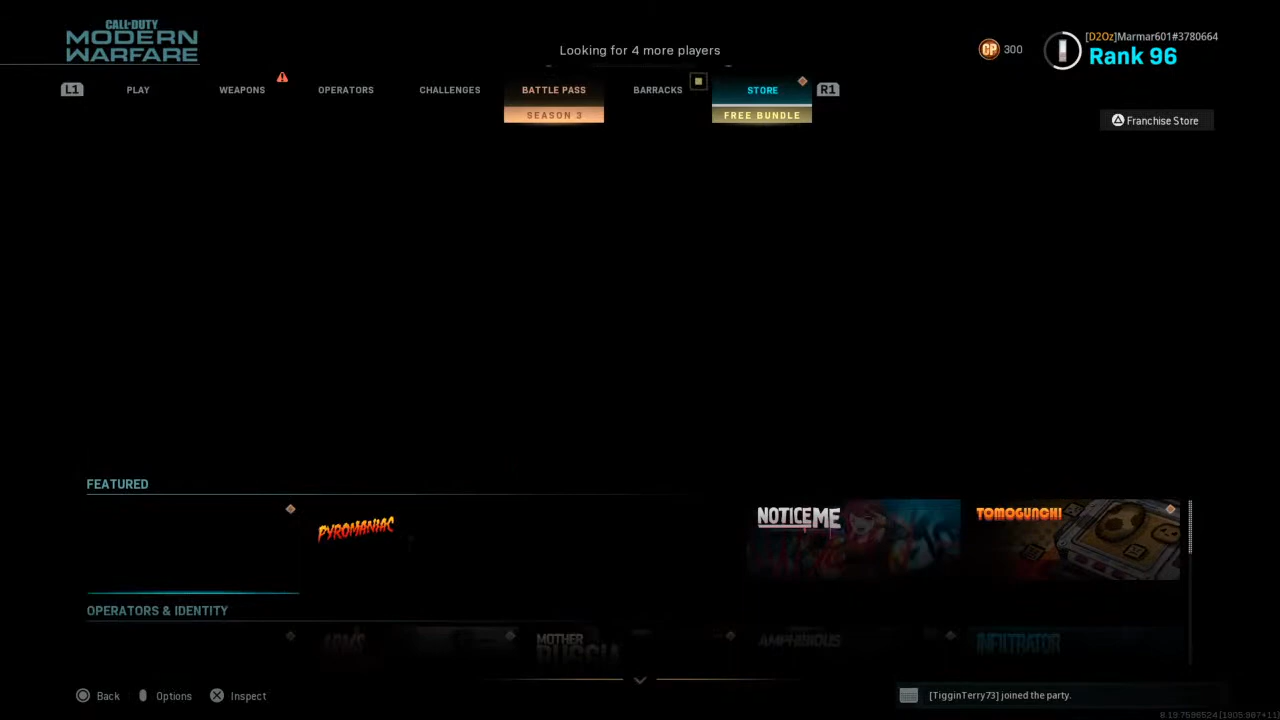 CALL·DUTY
MODERN
WARFARE
Looking for 4 more players
CP 300
[D2Oz]Marmar601#3780664
Rank 96
L1 PLAY WEAPONS OPERATORS CHALLENGES BATTLE PASS BARRACKS STORE R1
SEASON 3 FREE BUNDLE
Franchise Store
FEATURED
PYROMANIAC NOTICE ME TOMOGUNCHI
OPERATORS & IDENTITY
ARMS MOTHER RUSSIA AMPHIBIOUS INFILTRATOR
Back Options Inspect
[TigginTerry73] joined the party.